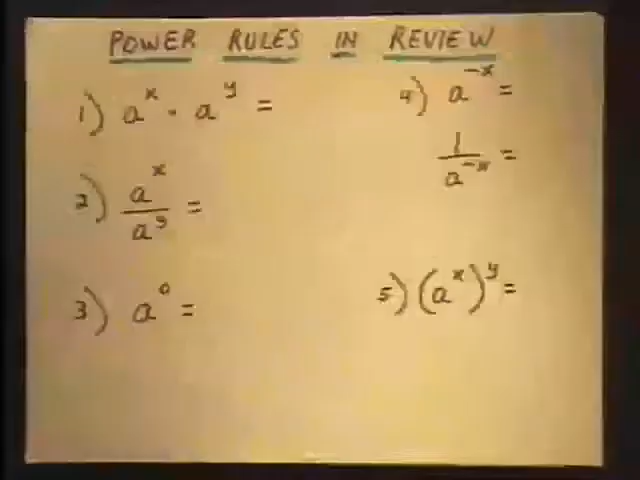 POWER RULES IN REVIEW
1) a^x · a^y =
2) a^x / a^y =
3) a^0 =
4) a^-x =
1 / a^-x =
5) (a^x)^y =